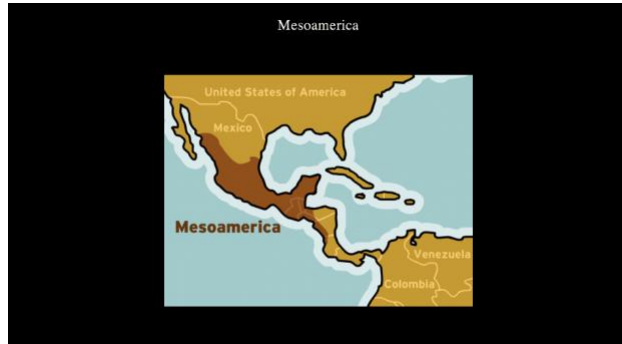 Mesoamerica
United States of America
Mexico
Mesoamerica
Venezuela
Colombia